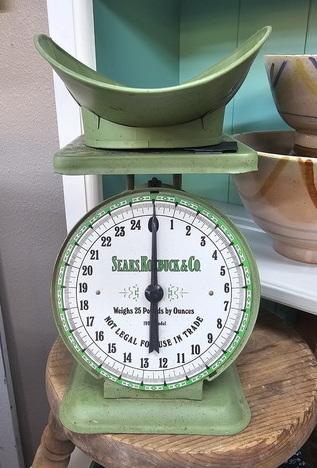 24 1 2 3 4 5 6 7 8 9 10 11 12 13 14 15 16 17 18 19 20 21 22 23
SEARS, ROEBUCK & CO.
Weighs 25 Pounds by Ounces
NOT LEGAL FOR USE IN TRADE